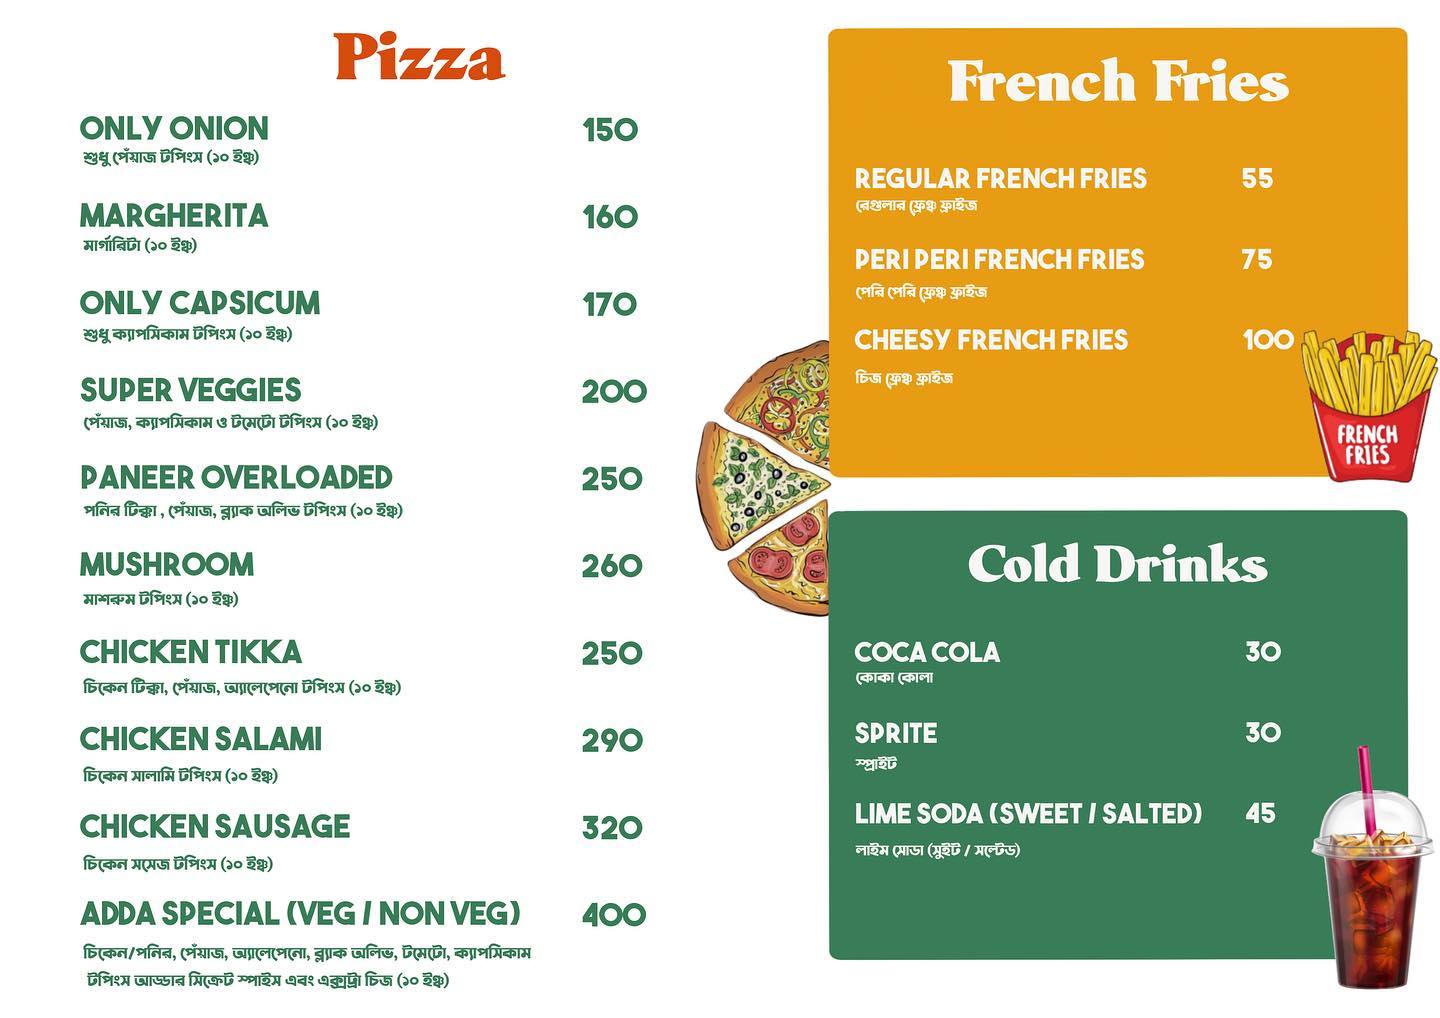 Pizza
ONLY ONION 150
শুধু পেঁয়াজ টপিংস (১০ ইঞ্চ)
MARGHERITA 160
মার্গারিটা (১০ ইঞ্চ)
ONLY CAPSICUM 170
শুধু ক্যাপসিকাম টপিংস (১০ ইঞ্চ)
SUPER VEGGIES 200
পেঁয়াজ, ক্যাপসিকাম ও টমেটো টপিংস (১০ ইঞ্চ)
PANEER OVERLOADED 250
পনির টিক্কা , পেঁয়াজ, ব্ল্যাক অলিভ টপিংস (১০ ইঞ্চ)
MUSHROOM 260
মাশরুম টপিংস (১০ ইঞ্চ)
CHICKEN TIKKA 250
চিকেন টিক্কা, পেঁয়াজ, অ্যালেপেনো টপিংস (১০ ইঞ্চ)
CHICKEN SALAMI 290
চিকেন সালামি টপিংস (১০ ইঞ্চ)
CHICKEN SAUSAGE 320
চিকেন সসেজ টপিংস (১০ ইঞ্চ)
ADDA SPECIAL (VEG / NON VEG) 400
চিকেন/পনির, পেঁয়াজ, অ্যালেপেনো, ব্ল্যাক অলিভ, টমেটো, ক্যাপসিকাম
টপিংস আড্ডার সিক্রেট স্পাইস এবং এক্সট্রা চিজ (১০ ইঞ্চ)
French Fries
REGULAR FRENCH FRIES 55
রেগুলার ফ্রেঞ্চ ফ্রাইজ
PERI PERI FRENCH FRIES 75
পেরি পেরি ফ্রেঞ্চ ফ্রাইজ
CHEESY FRENCH FRIES 100
চিজ ফ্রেঞ্চ ফ্রাইজ
FRENCH
FRIES
Cold Drinks
COCA COLA 30
কোকা কোলা
SPRITE 30
স্প্রাইট
LIME SODA (SWEET / SALTED) 45
লাইম সোডা (সুইট / সল্টেড)